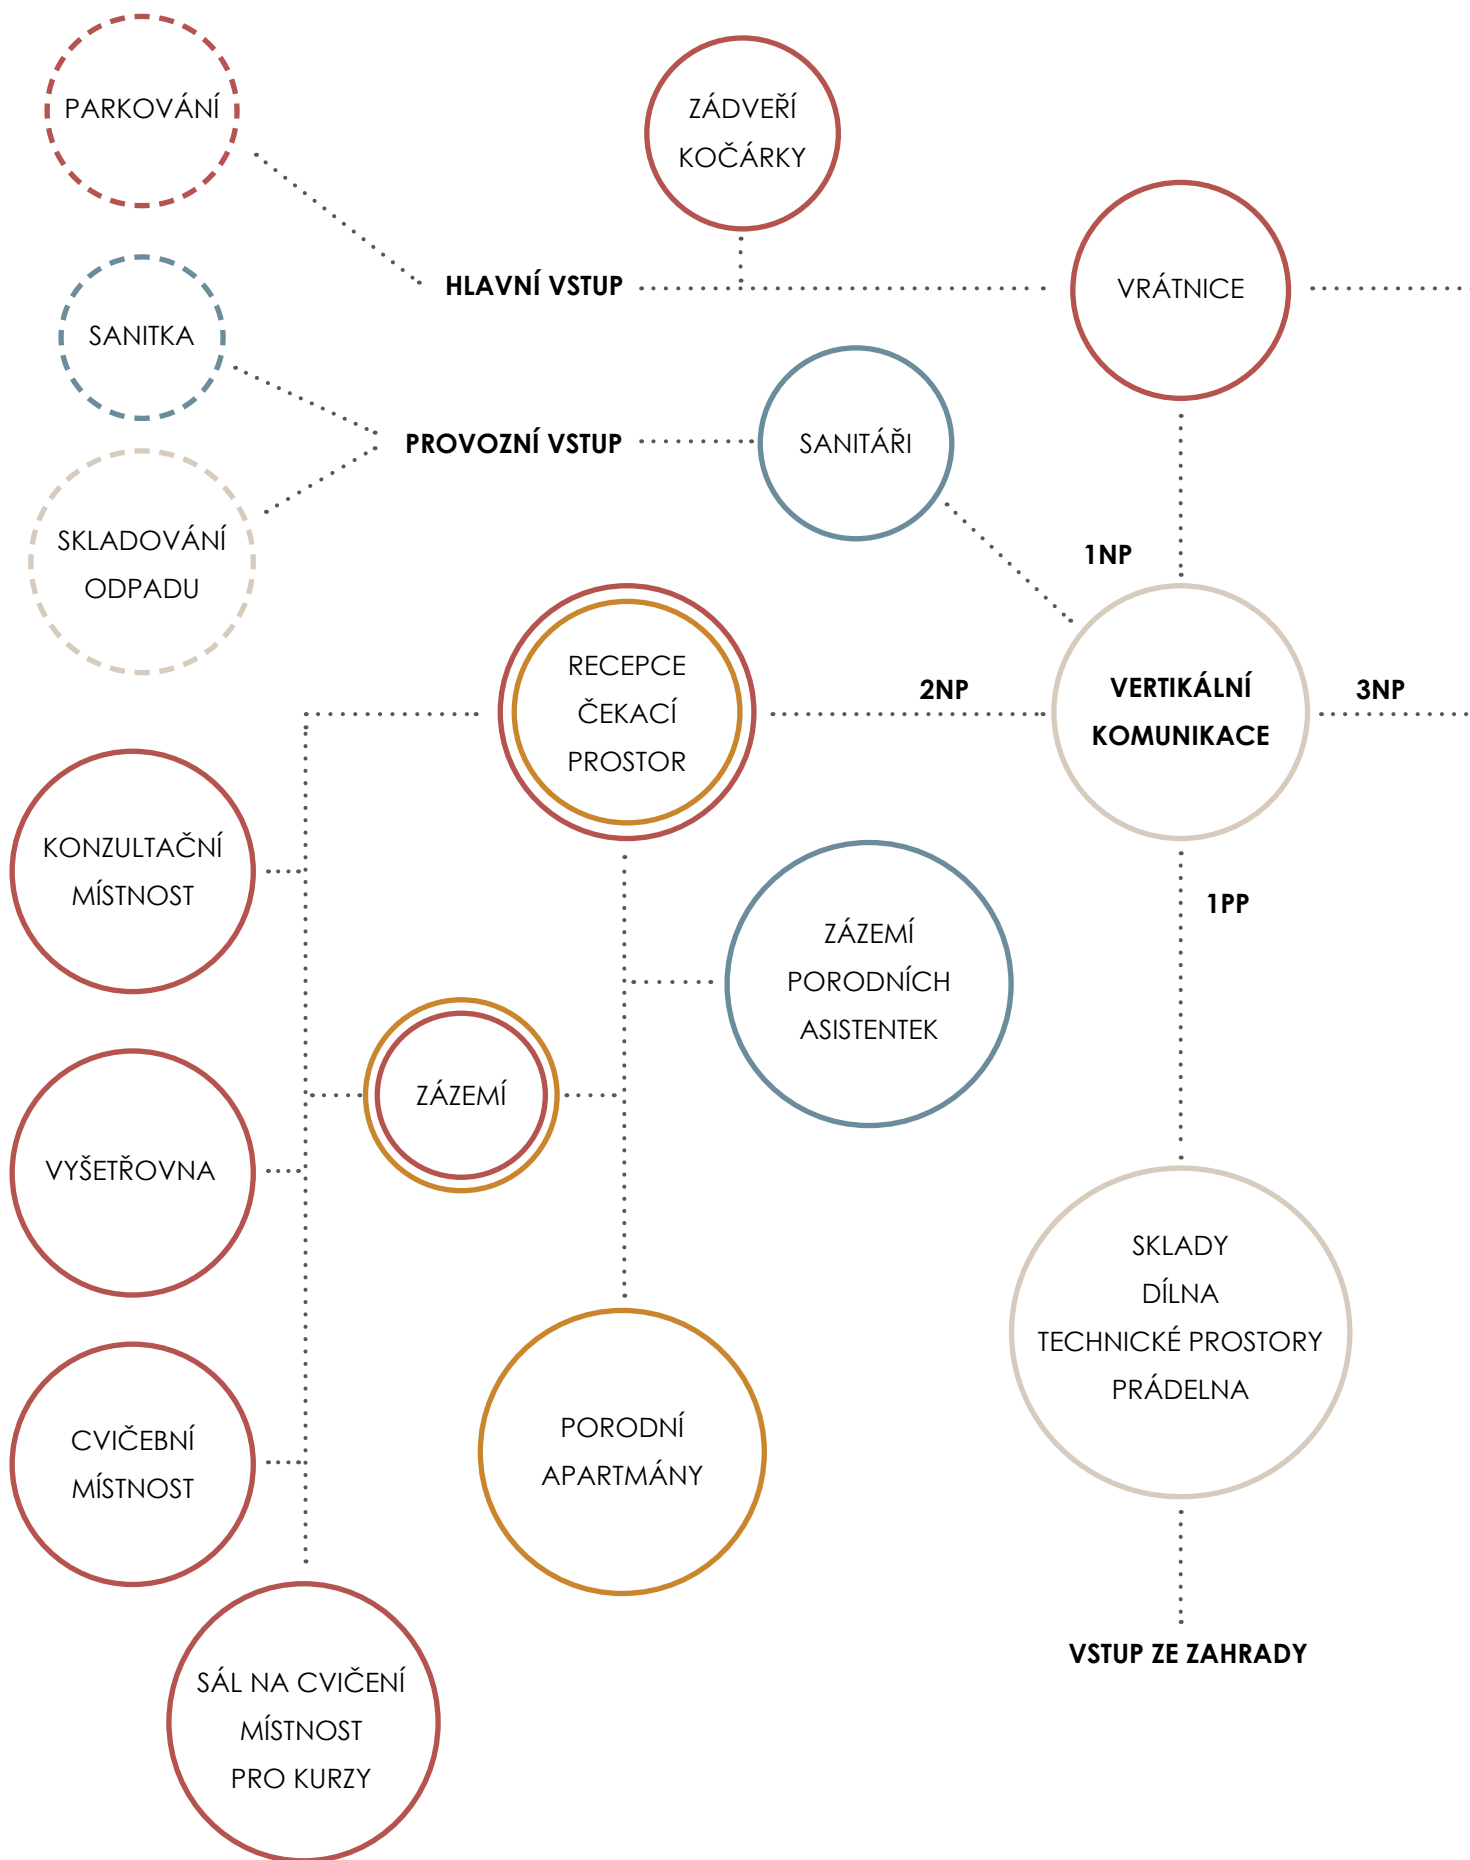 PARKOVÁNÍ
ZÁDVEŘÍ
KOČÁRKY
HLAVNÍ VSTUP
VRÁTNICE
SANITKA
PROVOZNÍ VSTUP
SANITÁŘI
SKLADOVÁNÍ
ODPADU
1NP
RECEPCE
ČEKACÍ
PROSTOR
2NP
VERTIKÁLNÍ
KOMUNIKACE
3NP
KONZULTAČNÍ
MÍSTNOST
1PP
ZÁZEMÍ
PORODNÍCH
ASISTENTEK
ZÁZEMÍ
VYŠETŘOVNA
SKLADY
DÍLNA
TECHNICKÉ PROSTORY
PRÁDELNA
CVIČEBNÍ
MÍSTNOST
PORODNÍ
APARTMÁNY
VSTUP ZE ZAHRADY
SÁL NA CVIČENÍ
MÍSTNOST
PRO KURZY